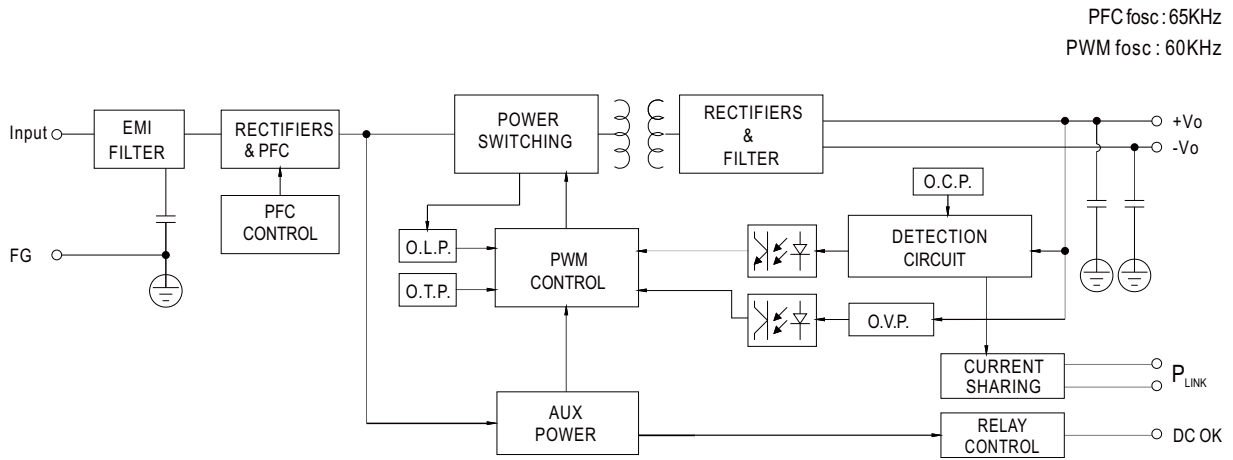 PFC fosc : 65KHz
PWM fosc : 60KHz
Input
EMI
FILTER
RECTIFIERS
& PFC
POWER
SWITCHING
RECTIFIERS
&
FILTER
+Vo
-Vo
PFC
CONTROL
FG
O.L.P.
O.T.P.
PWM
CONTROL
O.C.P.
DETECTION
CIRCUIT
O.V.P.
CURRENT
SHARING
PLINK
AUX
POWER
RELAY
CONTROL
DC OK